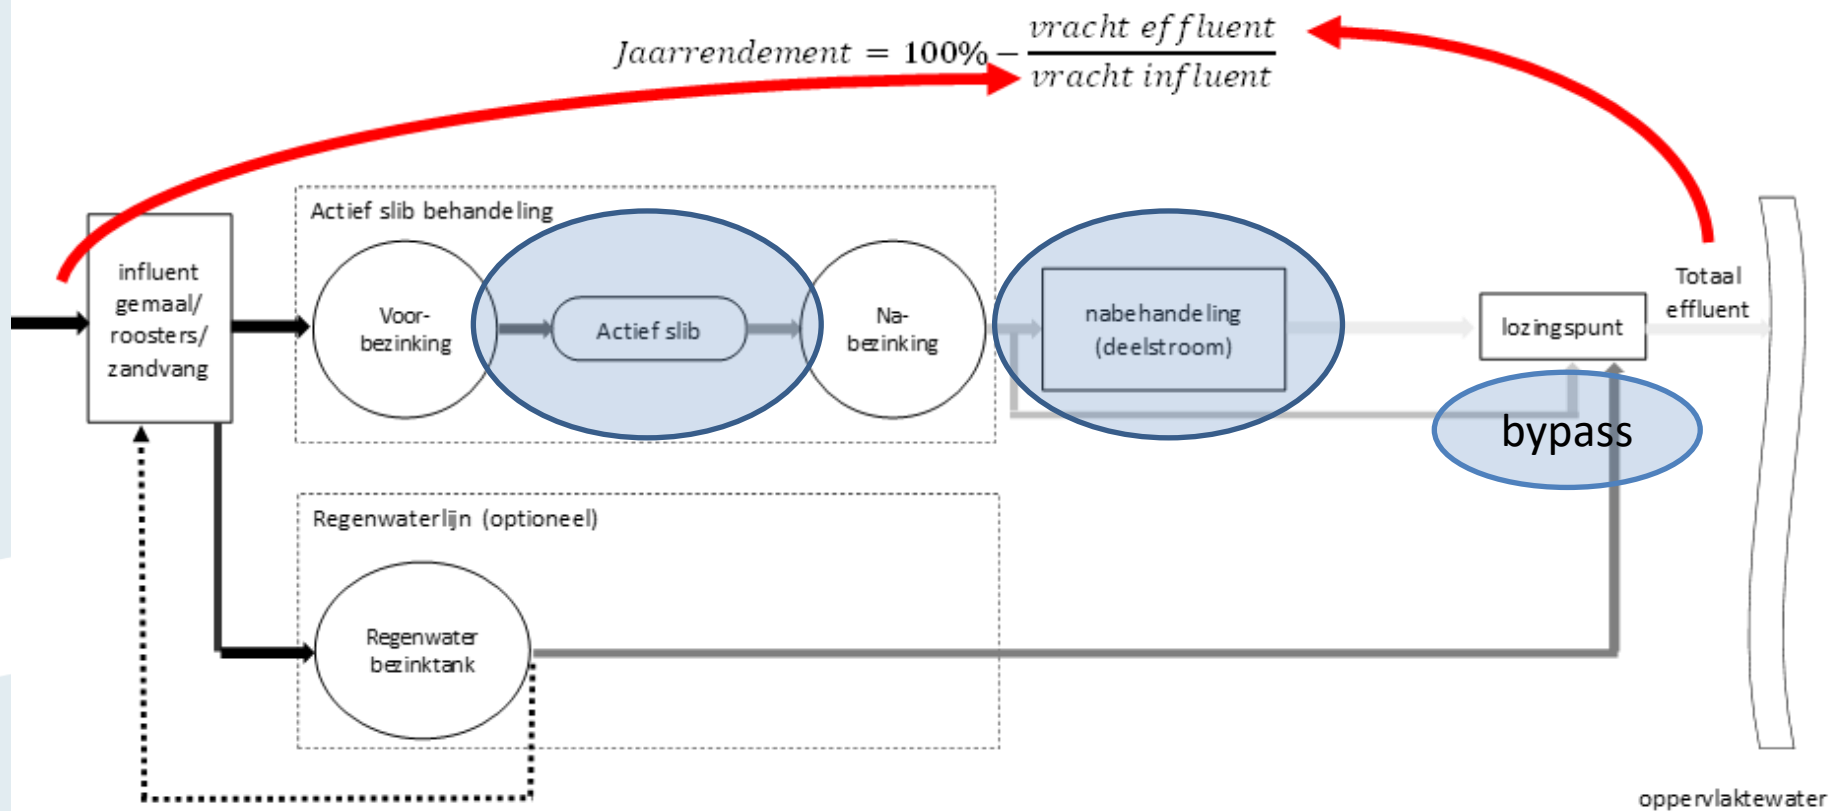 Jaarrendement = 100% − vracht effluent / vracht influent
Actief slib behandeling
influent
gemaal/
roosters/
zandvang
Voor-
bezinking
Actief slib
Na-
bezinking
nabehandeling
(deelstroom)
lozingspunt
Totaal
effluent
bypass
Regenwaterlijn (optioneel)
Regenwater
bezinktank
oppervlaktewater